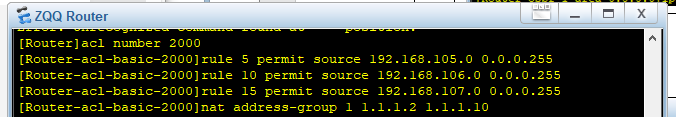 ZQQ Router
[Router]acl number 2000
[Router-acl-basic-2000]rule 5 permit source 192.168.105.0 0.0.0.255
[Router-acl-basic-2000]rule 10 permit source 192.168.106.0 0.0.0.255
[Router-acl-basic-2000]rule 15 permit source 192.168.107.0 0.0.0.255
[Router-acl-basic-2000]nat address-group 1 1.1.1.2 1.1.1.10